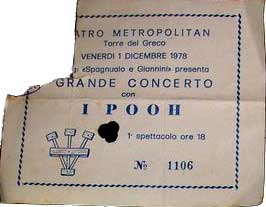 ATRO METROPOLITAN
Torre del Greco
VENERDI 1 DICEMBRE 1978
«Spagnuolo e Giannini» presenta
GRANDE CONCERTO
con
I POOH
1° spettacolo ore 18
Nº 1106